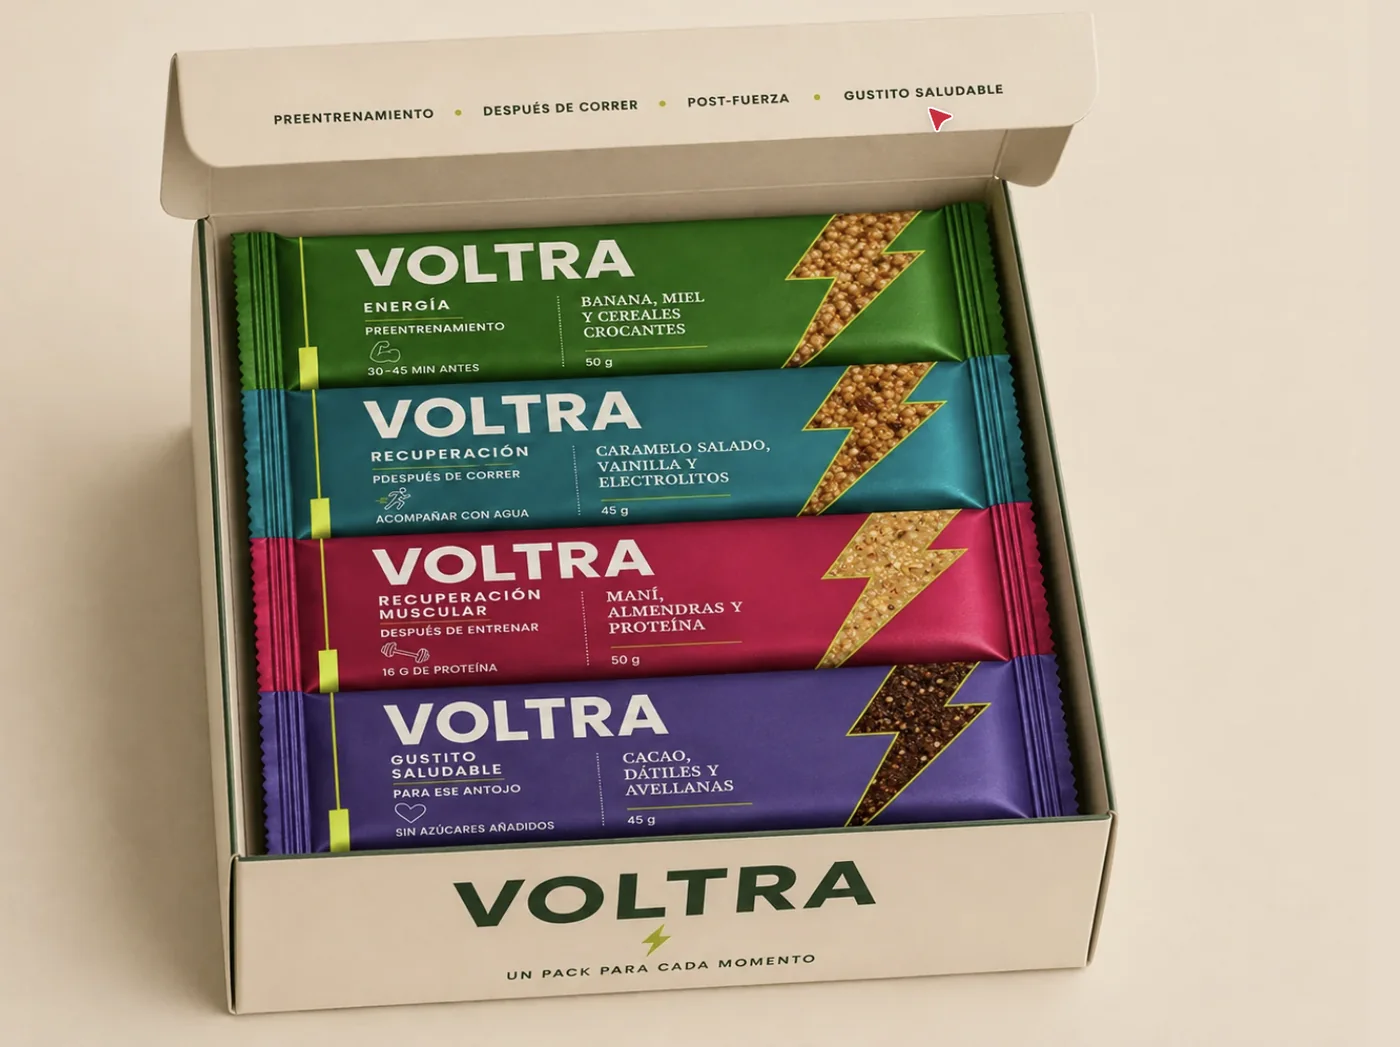 PREENTRENAMIENTO • DESPUÉS DE CORRER • POST-FUERZA • GUSTITO SALUDABLE
VOLTRA
ENERGÍA
PREENTRENAMIENTO
30-45 MIN ANTES
BANANA, MIEL
Y CEREALES
CROCANTES
50 g
VOLTRA
RECUPERACIÓN
PDESPUÉS DE CORRER
ACOMPAÑAR CON AGUA
CARAMELO SALADO,
VAINILLA Y
ELECTROLITOS
45 g
VOLTRA
RECUPERACIÓN
MUSCULAR
DESPUÉS DE ENTRENAR
16 G DE PROTEÍNA
MANÍ,
ALMENDRAS Y
PROTEÍNA
50 g
VOLTRA
GUSTITO
SALUDABLE
PARA ESE ANTOJO
SIN AZÚCARES AÑADIDOS
CACAO,
DÁTILES Y
AVELLANAS
45 g
VOLTRA
UN PACK PARA CADA MOMENTO